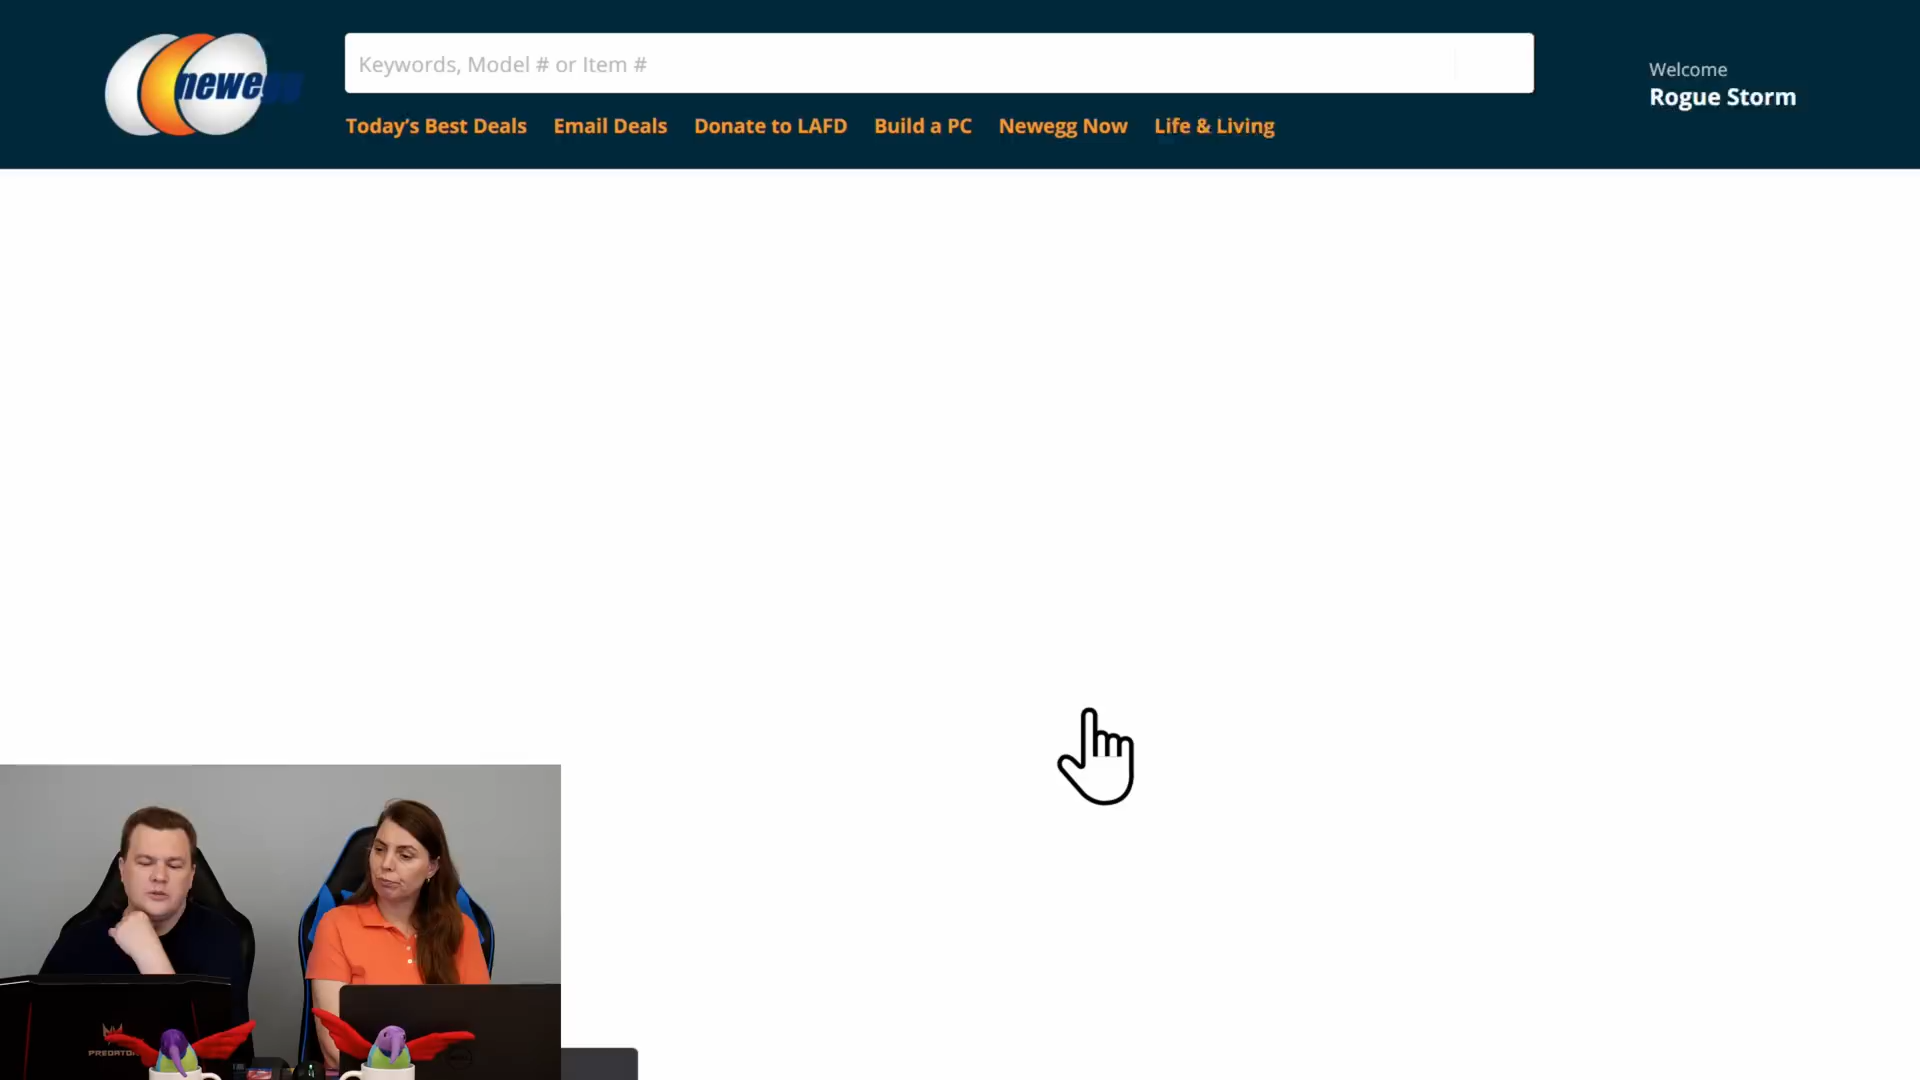 newegg
Keywords, Model # or Item #
Welcome
Rogue Storm
Today's Best Deals Email Deals Donate to LAFD Build a PC Newegg Now Life & Living
PREDATOR